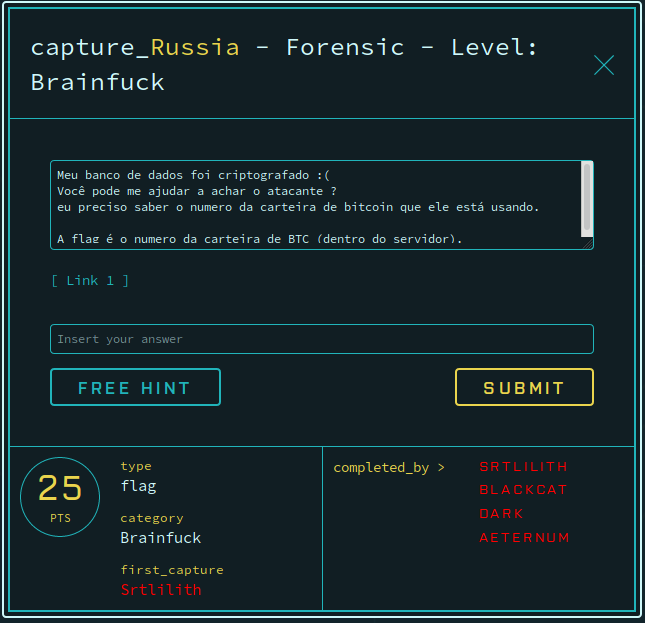 capture_Russia - Forensic - Level:
Brainfuck
Meu banco de dados foi criptografado :(
Você pode me ajudar a achar o atacante ?
eu preciso saber o numero da carteira de bitcoin que ele está usando.
A flag é o numero da carteira de BTC (dentro do servidor).
[ Link 1 ]
Insert your answer
FREE HINT
SUBMIT
25
PTS
type
flag
category
Brainfuck
first_capture
Srtlilith
completed_by >
SRTLILITH
BLACKCAT
DARK
AETERNUM